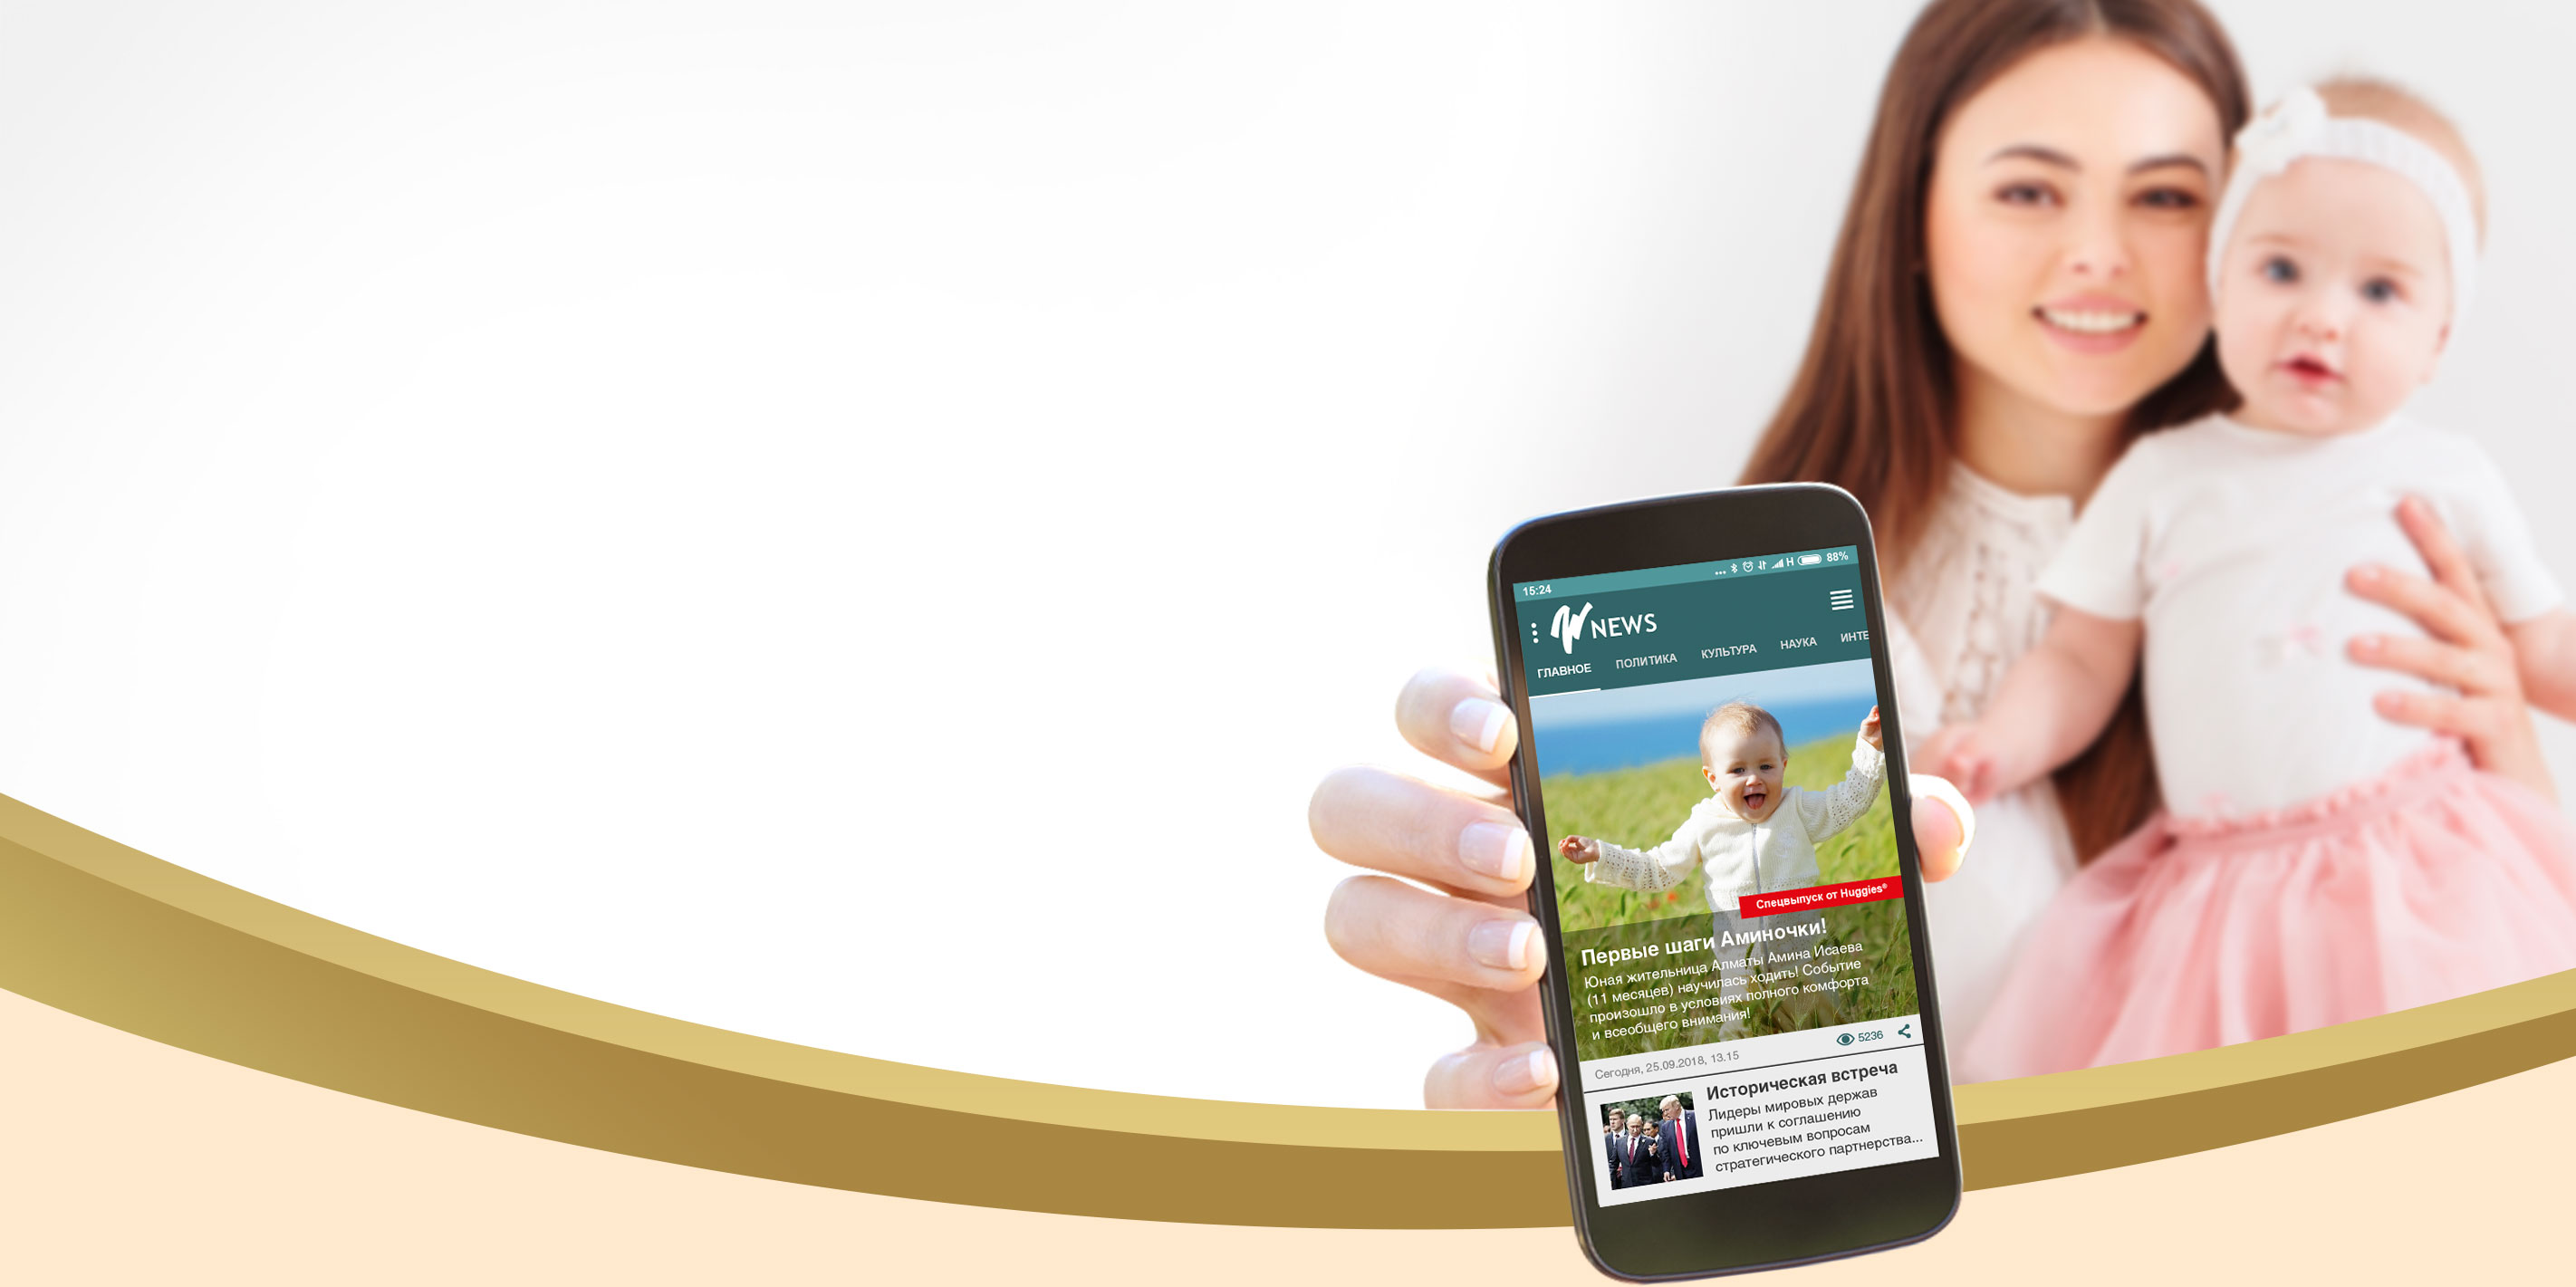 15:24
H 88%
NEWS
ГЛАВНОЕ ПОЛИТИКА КУЛЬТУРА НАУКА ИНТЕ
Спецвыпуск от Huggies®
Первые шаги Аминочки!
Юная жительница Алматы Амина Исаева
(11 месяцев) научилась ходить! Событие
произошло в условиях полного комфорта
и всеобщего внимания!
Сегодня, 25.09.2018, 13.15
5236
Историческая встреча
Лидеры мировых держав
пришли к соглашению
по ключевым вопросам
стратегического партнерства...